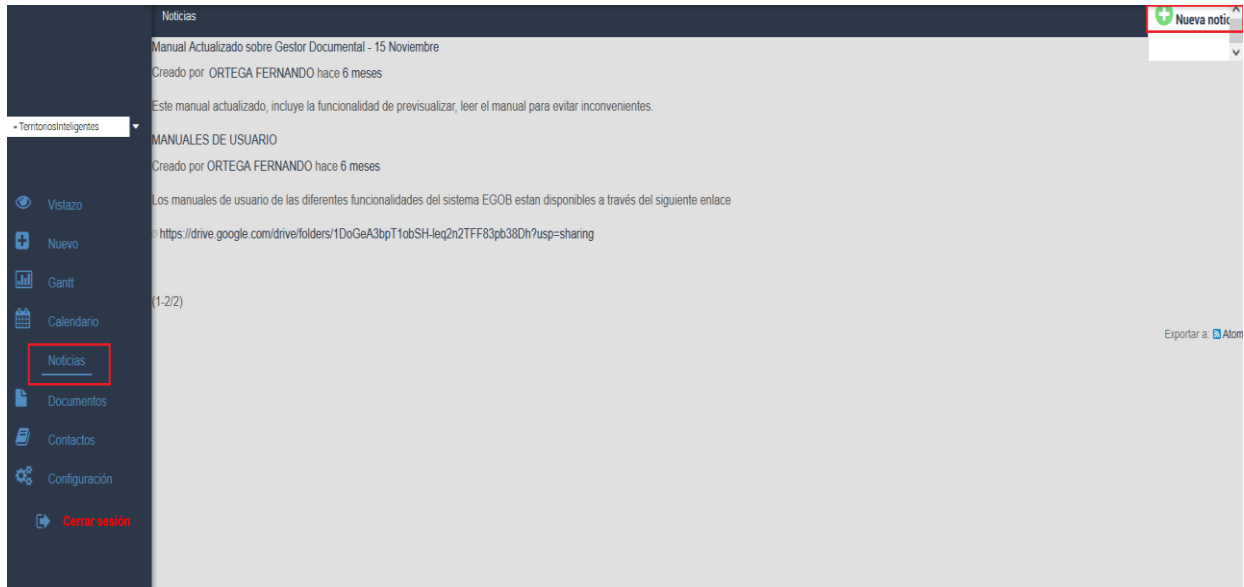 Noticias
Nueva notic
Manual Actualizado sobre Gestor Documental - 15 Noviembre
Creado por ORTEGA FERNANDO hace 6 meses
Este manual actualizado, incluye la funcionalidad de previsualizar, leer el manual para evitar inconvenientes.
MANUALES DE USUARIO
Creado por ORTEGA FERNANDO hace 6 meses
Los manuales de usuario de las diferentes funcionalidades del sistema EGOB estan disponibles a través del siguiente enlace
https://drive.google.com/drive/folders/1DoGeA3bpT1obSH-leq2n2TFF83pb38Dh?usp=sharing
(1-2/2)
Exportar a: Atom
- TerritoriosInteligentes
Vistazo
Nuevo
Gantt
Calendario
Noticias
Documentos
Contactos
Configuración
Cerrar sesión